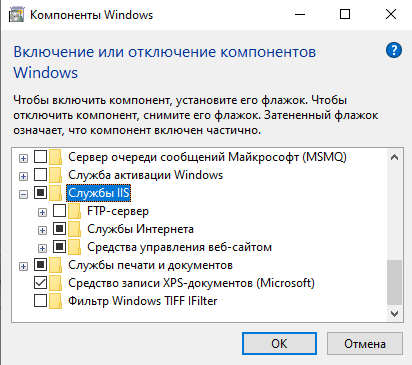 Компоненты Windows
Включение или отключение компонентов
Windows
Чтобы включить компонент, установите его флажок. Чтобы
отключить компонент, снимите его флажок. Затененный флажок
означает, что компонент включен частично.
Сервер очереди сообщений Майкрософт (MSMQ)
Служба активации Windows
Службы IIS
FTP-сервер
Службы Интернета
Средства управления веб-сайтом
Службы печати и документов
Средство записи XPS-документов (Microsoft)
Фильтр Windows TIFF IFilter
ОК
Отмена